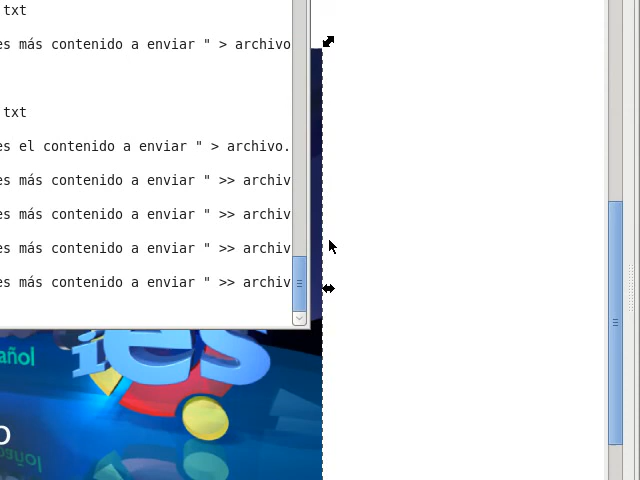 txt
es más contenido a enviar " > archivo
txt
es el contenido a enviar " > archivo.
es más contenido a enviar " >> archiv
es más contenido a enviar " >> archiv
es más contenido a enviar " >> archiv
es más contenido a enviar " >> archiv
ies
añol
o
añol